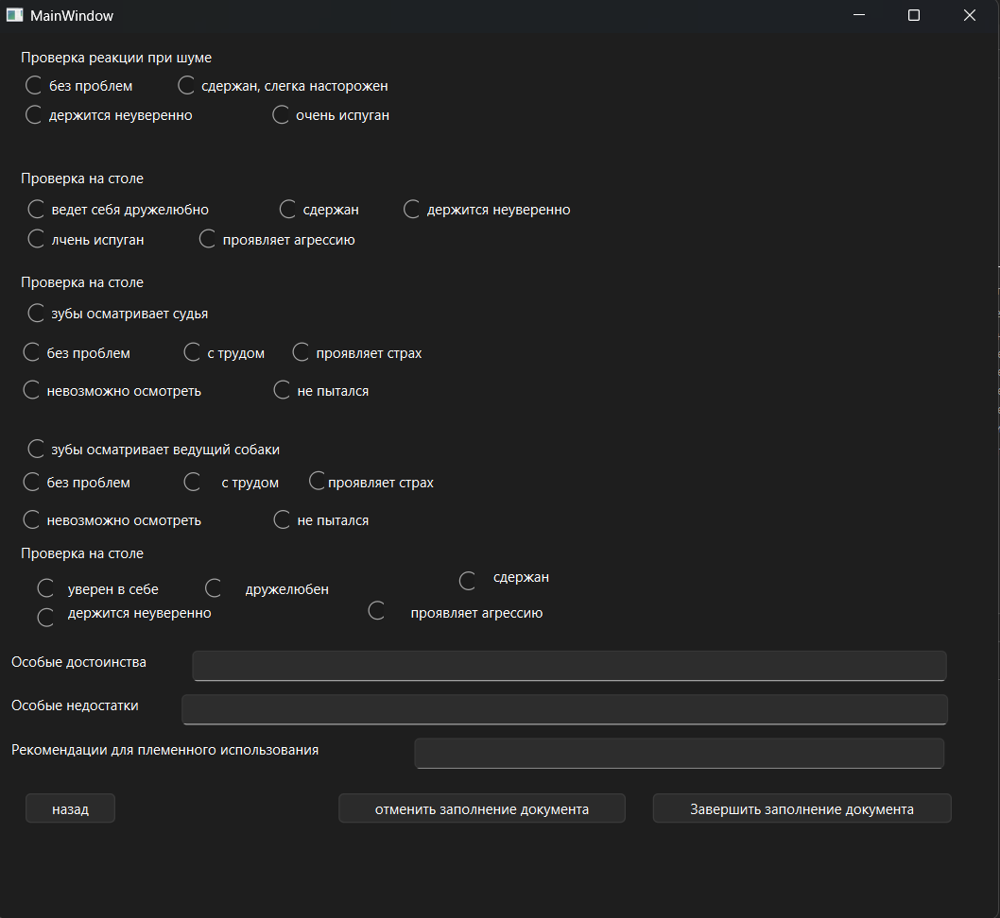 MainWindow
Проверка реакции при шуме
без проблем сдержан, слегка насторожен
держится неуверенно очень испуган
Проверка на столе
ведет себя дружелюбно сдержан держится неуверенно
лчень испуган проявляет агрессию
Проверка на столе
зубы осматривает судья
без проблем с трудом проявляет страх
невозможно осмотреть не пытался
зубы осматривает ведущий собаки
без проблем с трудом проявляет страх
невозможно осмотреть не пытался
Проверка на столе
уверен в себе дружелюбен сдержан
держится неуверенно проявляет агрессию
Особые достоинства
Особые недостатки
Рекомендации для племенного использования
назад отменить заполнение документа Завершить заполнение документа